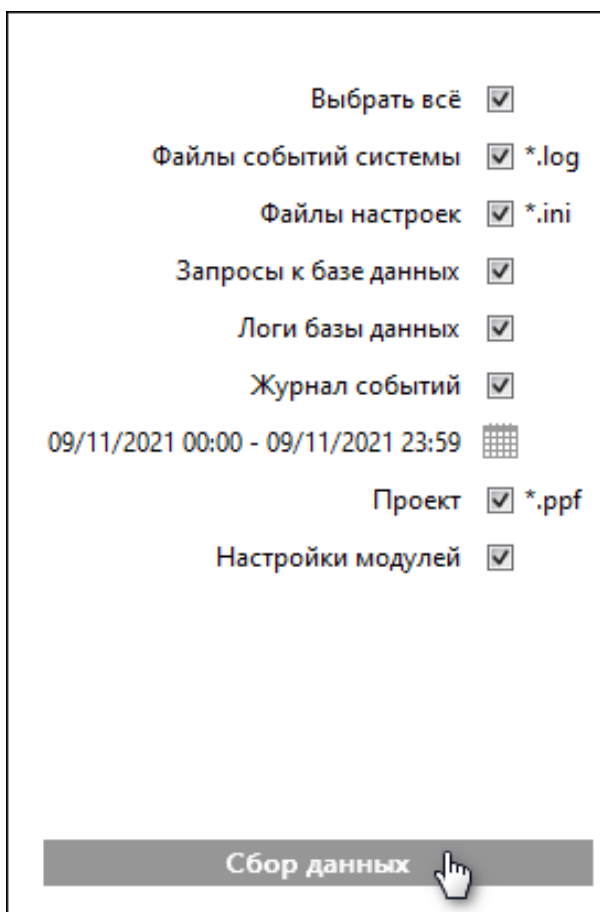 Выбрать всё
Файлы событий системы *.log
Файлы настроек *.ini
Запросы к базе данных
Логи базы данных
Журнал событий
09/11/2021 00:00 - 09/11/2021 23:59
Проект *.ppf
Настройки модулей
Сбор данных